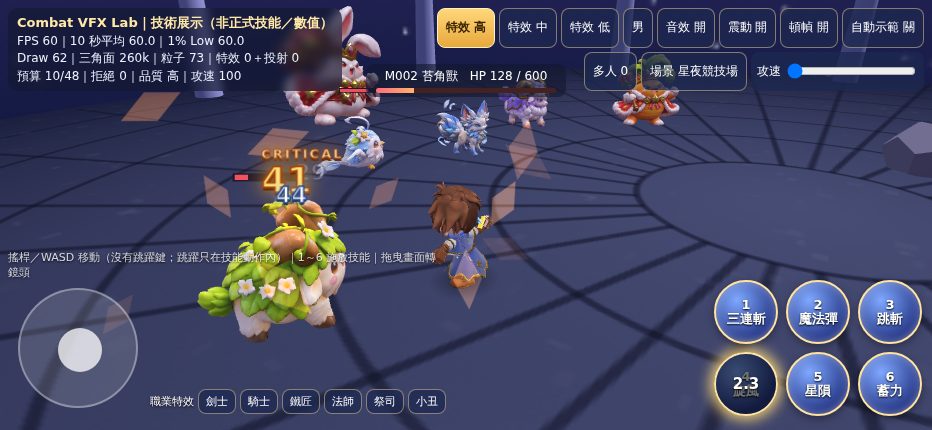 Combat VFX Lab｜技術展示（非正式技能／數值）
FPS 60｜10 秒平均 60.0｜1% Low 60.0
Draw 62｜三角面 260k｜粒子 73｜特效 0＋投射 0
預算 10/48｜拒絕 0｜品質 高｜攻速 100
特效 高
特效 中
特效 低
男
音效 開
震動 開
頓幀 開
自動示範 關
多人 0
場景 星夜競技場
攻速
M002 苔角獸 HP 128 / 600
CRITICAL
41
44
搖桿／WASD 移動（沒有跳躍鍵；跳躍只在技能動作內）｜1～6 施放技能｜拖曳畫面轉
鏡頭
1
三連斬
2
魔法彈
3
跳斬
2.3
旋風
5
星隕
6
蓄力
職業特效
劍士
騎士
鐵匠
法師
祭司
小丑